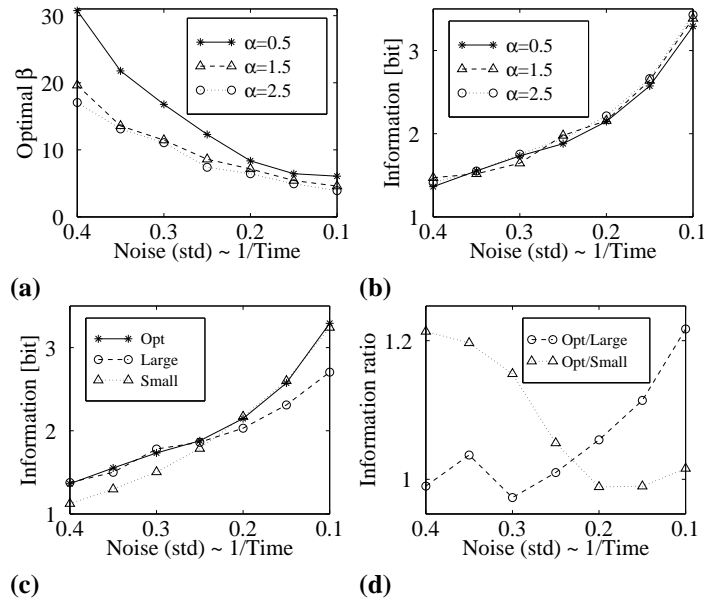 30
20
10
0
Optimal β
α=0.5
α=1.5
α=2.5
0.4
0.3
0.2
0.1
Noise (std) ~ 1/Time
(a)
3
2
1
Information [bit]
α=0.5
α=1.5
α=2.5
0.4
0.3
0.2
0.1
Noise (std) ~ 1/Time
(b)
3
2
1
Information [bit]
Opt
Large
Small
0.4
0.3
0.2
0.1
Noise (std) ~ 1/Time
(c)
1.2
1
Information ratio
Opt/Large
Opt/Small
0.4
0.3
0.2
0.1
Noise (std) ~ 1/Time
(d)